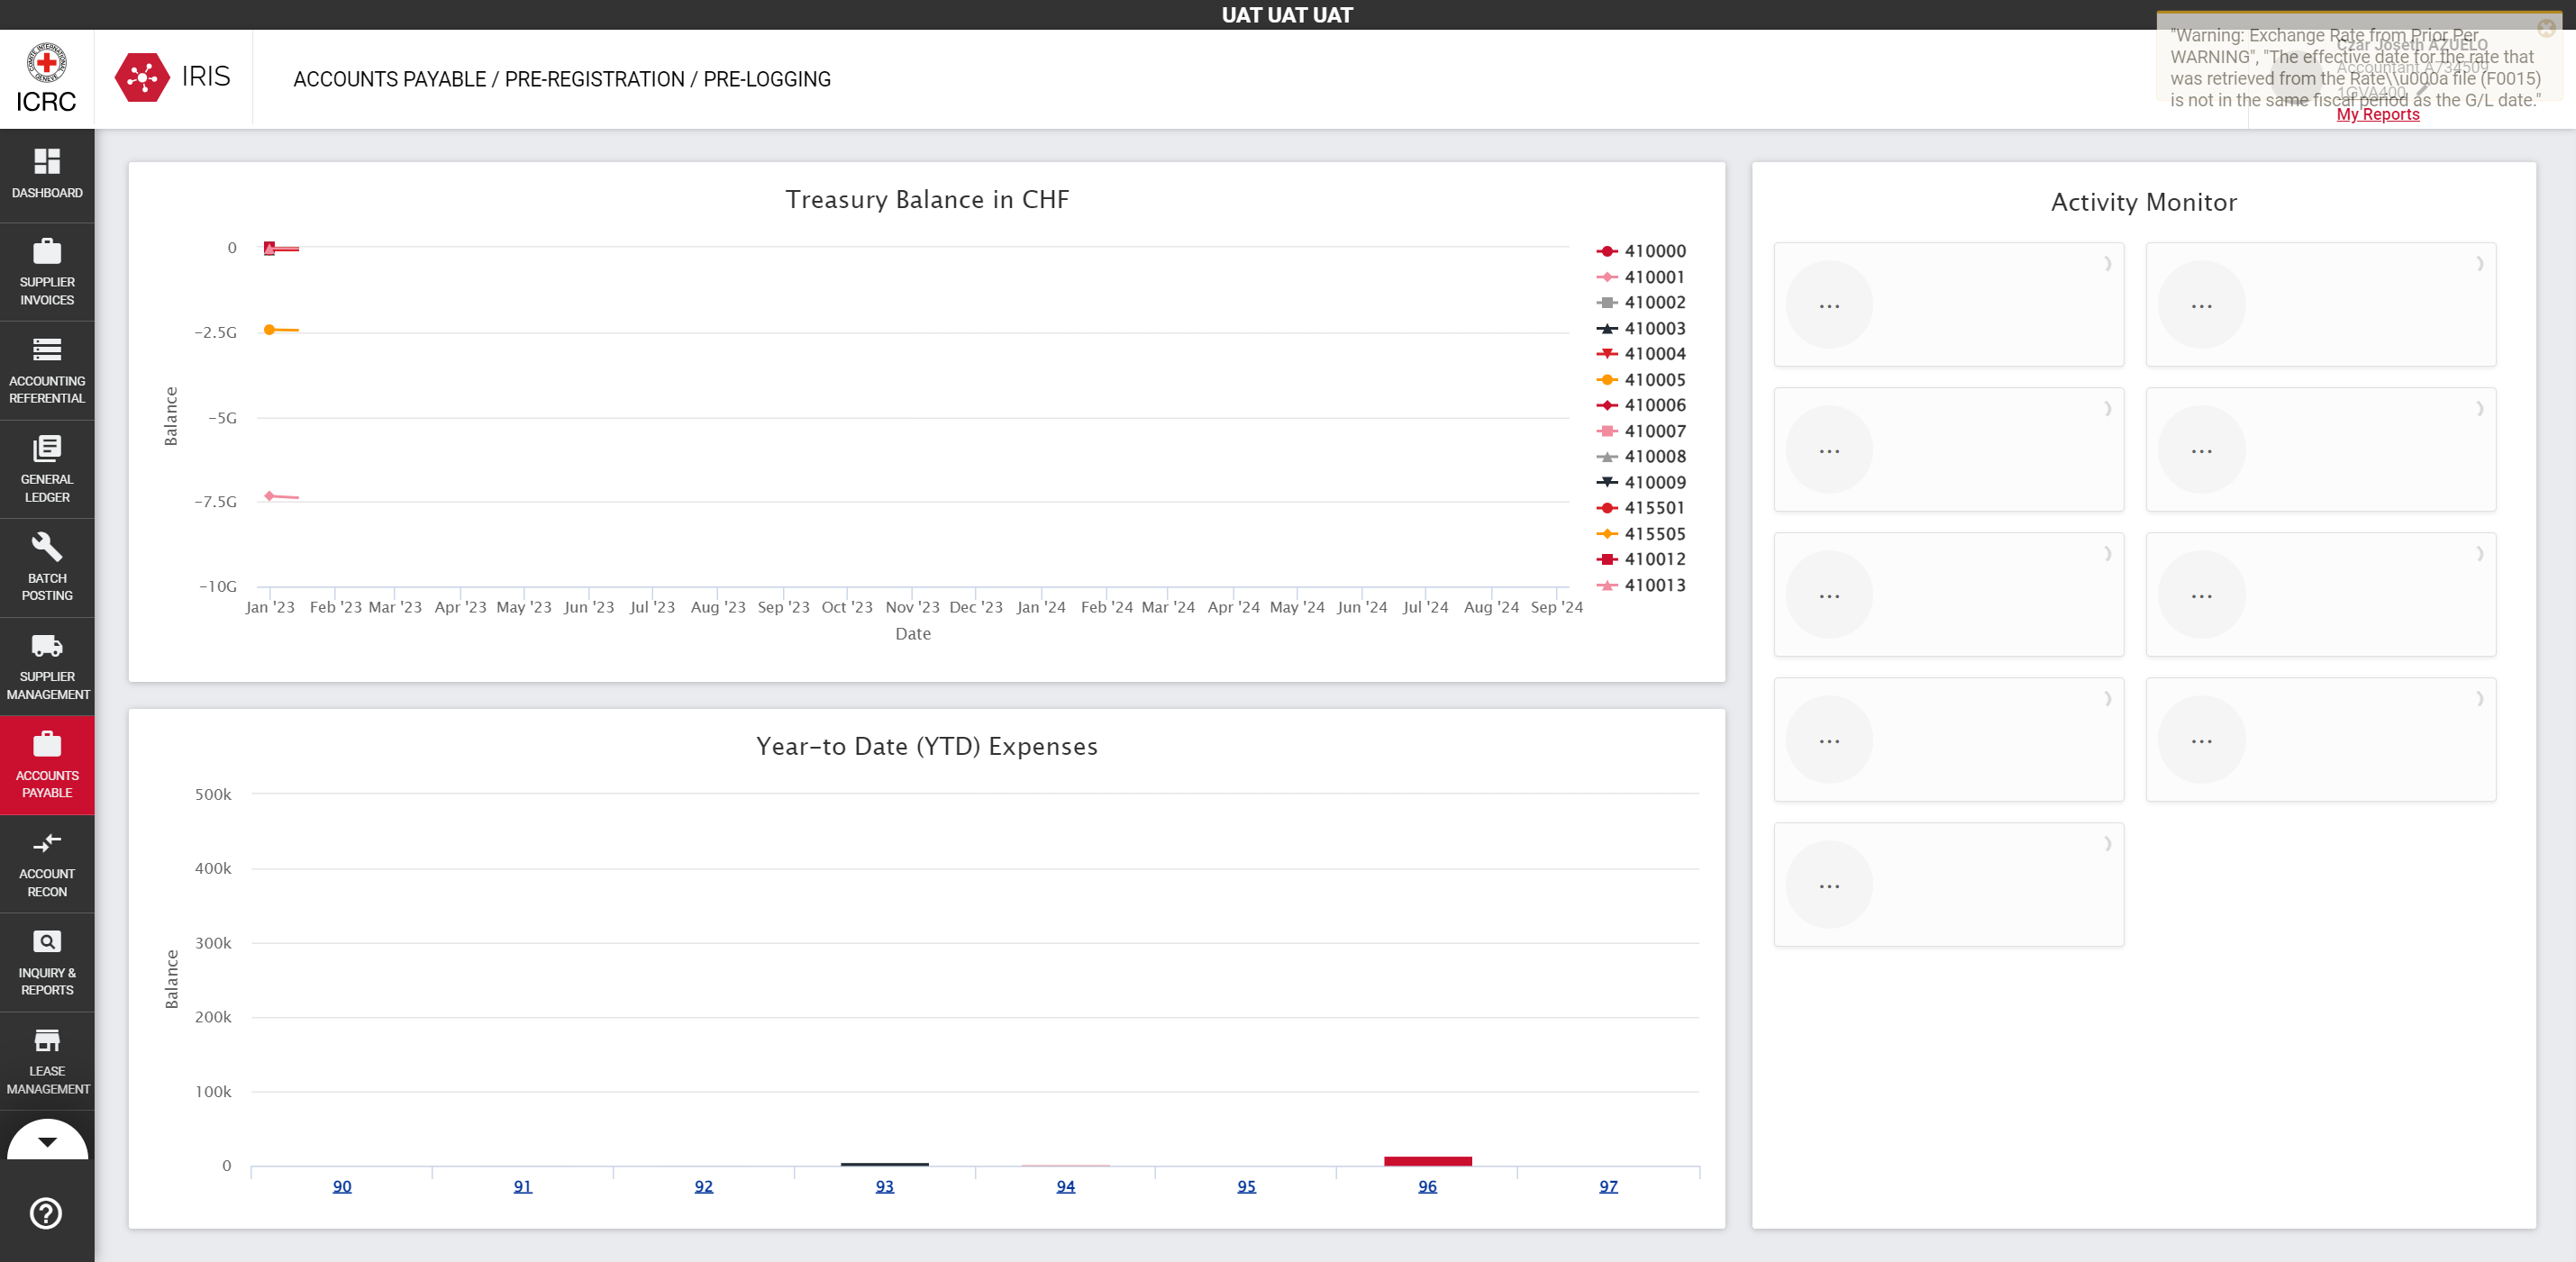 UAT UAT UAT
ICRC
IRIS
ACCOUNTS PAYABLE / PRE-REGISTRATION / PRE-LOGGING
"Warning: Exchange Rate from Prior Per
WARNING", "The effective date for the rate that
was retrieved from the Rate\\u000a file (F0015)
is not in the same fiscal period as the G/L date."
Czar Joseth AZUELO
Accountant A734509
1GVA400
My Reports
DASHBOARD
SUPPLIER
INVOICES
ACCOUNTING
REFERENTIAL
GENERAL
LEDGER
BATCH
POSTING
SUPPLIER
MANAGEMENT
ACCOUNTS
PAYABLE
ACCOUNT
RECON
INQUIRY &
REPORTS
LEASE
MANAGEMENT
Treasury Balance in CHF
0
-2.5G
-5G
-7.5G
-10G
Balance
Jan '23 Feb '23 Mar '23 Apr '23 May '23 Jun '23 Jul '23 Aug '23 Sep '23 Oct '23 Nov '23 Dec '23 Jan '24 Feb '24 Mar '24 Apr '24 May '24 Jun '24 Jul '24 Aug '24 Sep '24
Date
410000
410001
410002
410003
410004
410005
410006
410007
410008
410009
415501
415505
410012
410013
Year-to Date (YTD) Expenses
500k
400k
300k
200k
100k
0
Balance
90 91 92 93 94 95 96 97
Activity Monitor
... ...
... ...
... ...
... ...
...